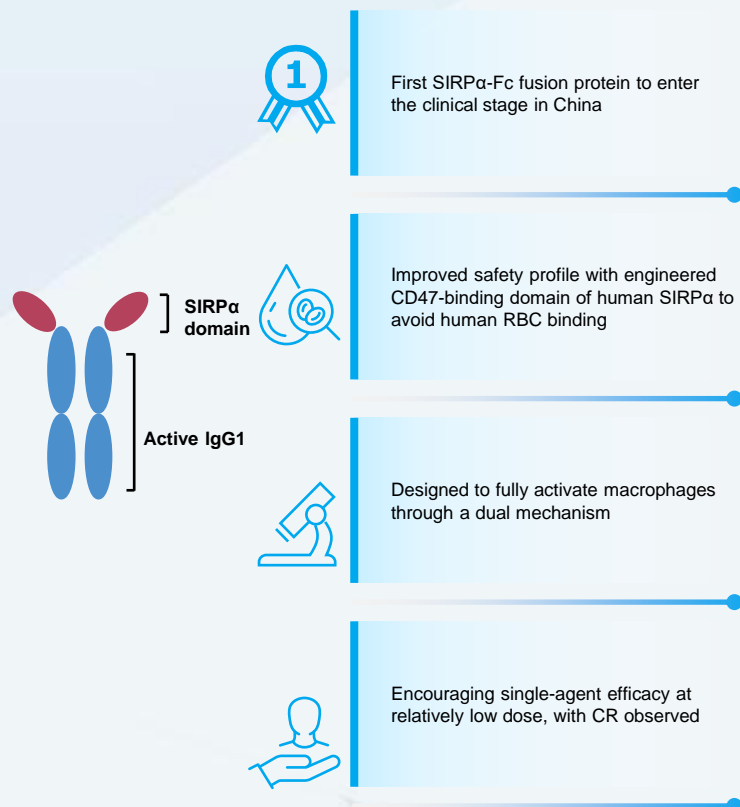 1
First SIRPα-Fc fusion protein to enter
the clinical stage in China
Improved safety profile with engineered
CD47-binding domain of human SIRPα to
avoid human RBC binding
SIRPα
domain
Active IgG1
Designed to fully activate macrophages
through a dual mechanism
Encouraging single-agent efficacy at
relatively low dose, with CR observed